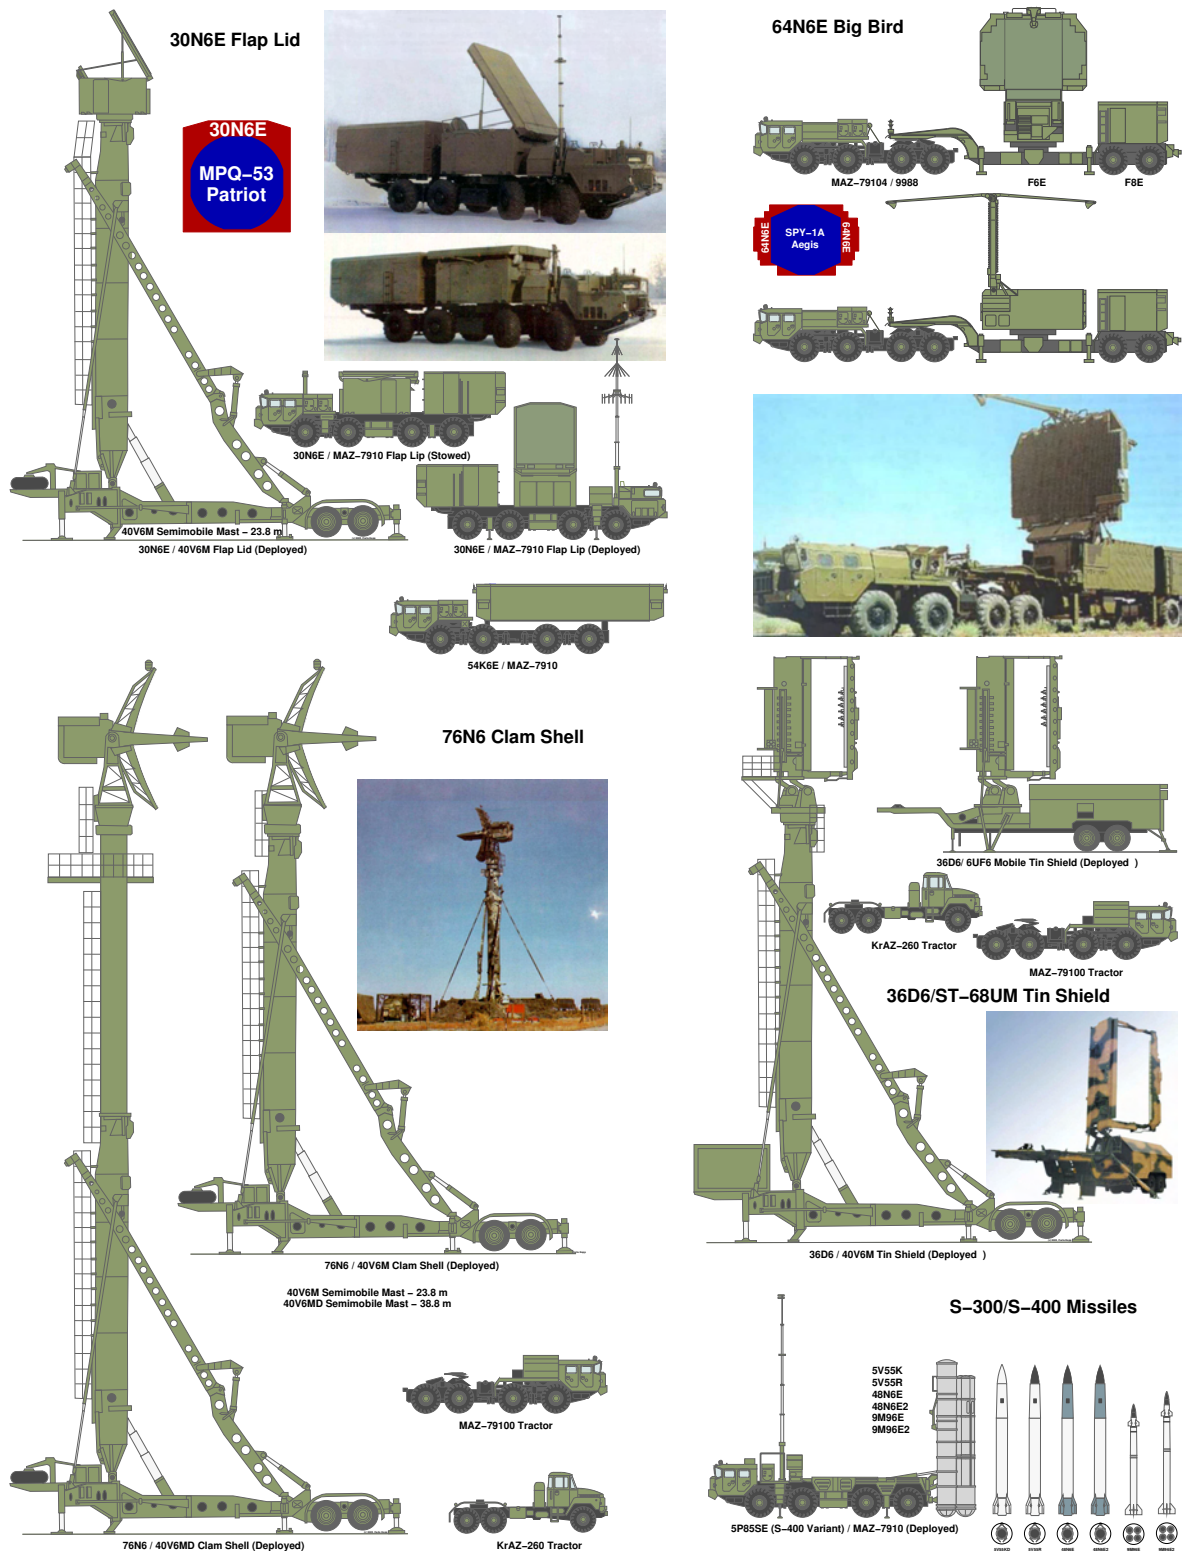 30N6E Flap Lid
64N6E Big Bird
30N6E
MPQ−53
Patriot
MAZ−79104 / 9988
F6E
F8E
64N6E
SPY−1A
Aegis
64N6E
30N6E / MAZ−7910 Flap Lip (Stowed)
40V6M Semimobile Mast − 23.8 m
30N6E / 40V6M Flap Lid (Deployed)
30N6E / MAZ−7910 Flap Lip (Deployed)
54K6E / MAZ−7910
76N6 Clam Shell
36D6/ 6UF6 Mobile Tin Shield (Deployed )
KrAZ−260 Tractor
MAZ−79100 Tractor
36D6/ST−68UM Tin Shield
36D6 / 40V6M Tin Shield (Deployed )
76N6 / 40V6M Clam Shell (Deployed)
40V6M Semimobile Mast − 23.8 m
40V6MD Semimobile Mast − 38.8 m
S−300/S−400 Missiles
5V55K
5V55R
48N6E
48N6E2
9M96E
9M96E2
MAZ−79100 Tractor
5P85SE (S−400 Variant) / MAZ−7910 (Deployed)
76N6 / 40V6MD Clam Shell (Deployed)
KrAZ−260 Tractor
5V55R
48N6E
48N6E2
9M96E
9M96E2